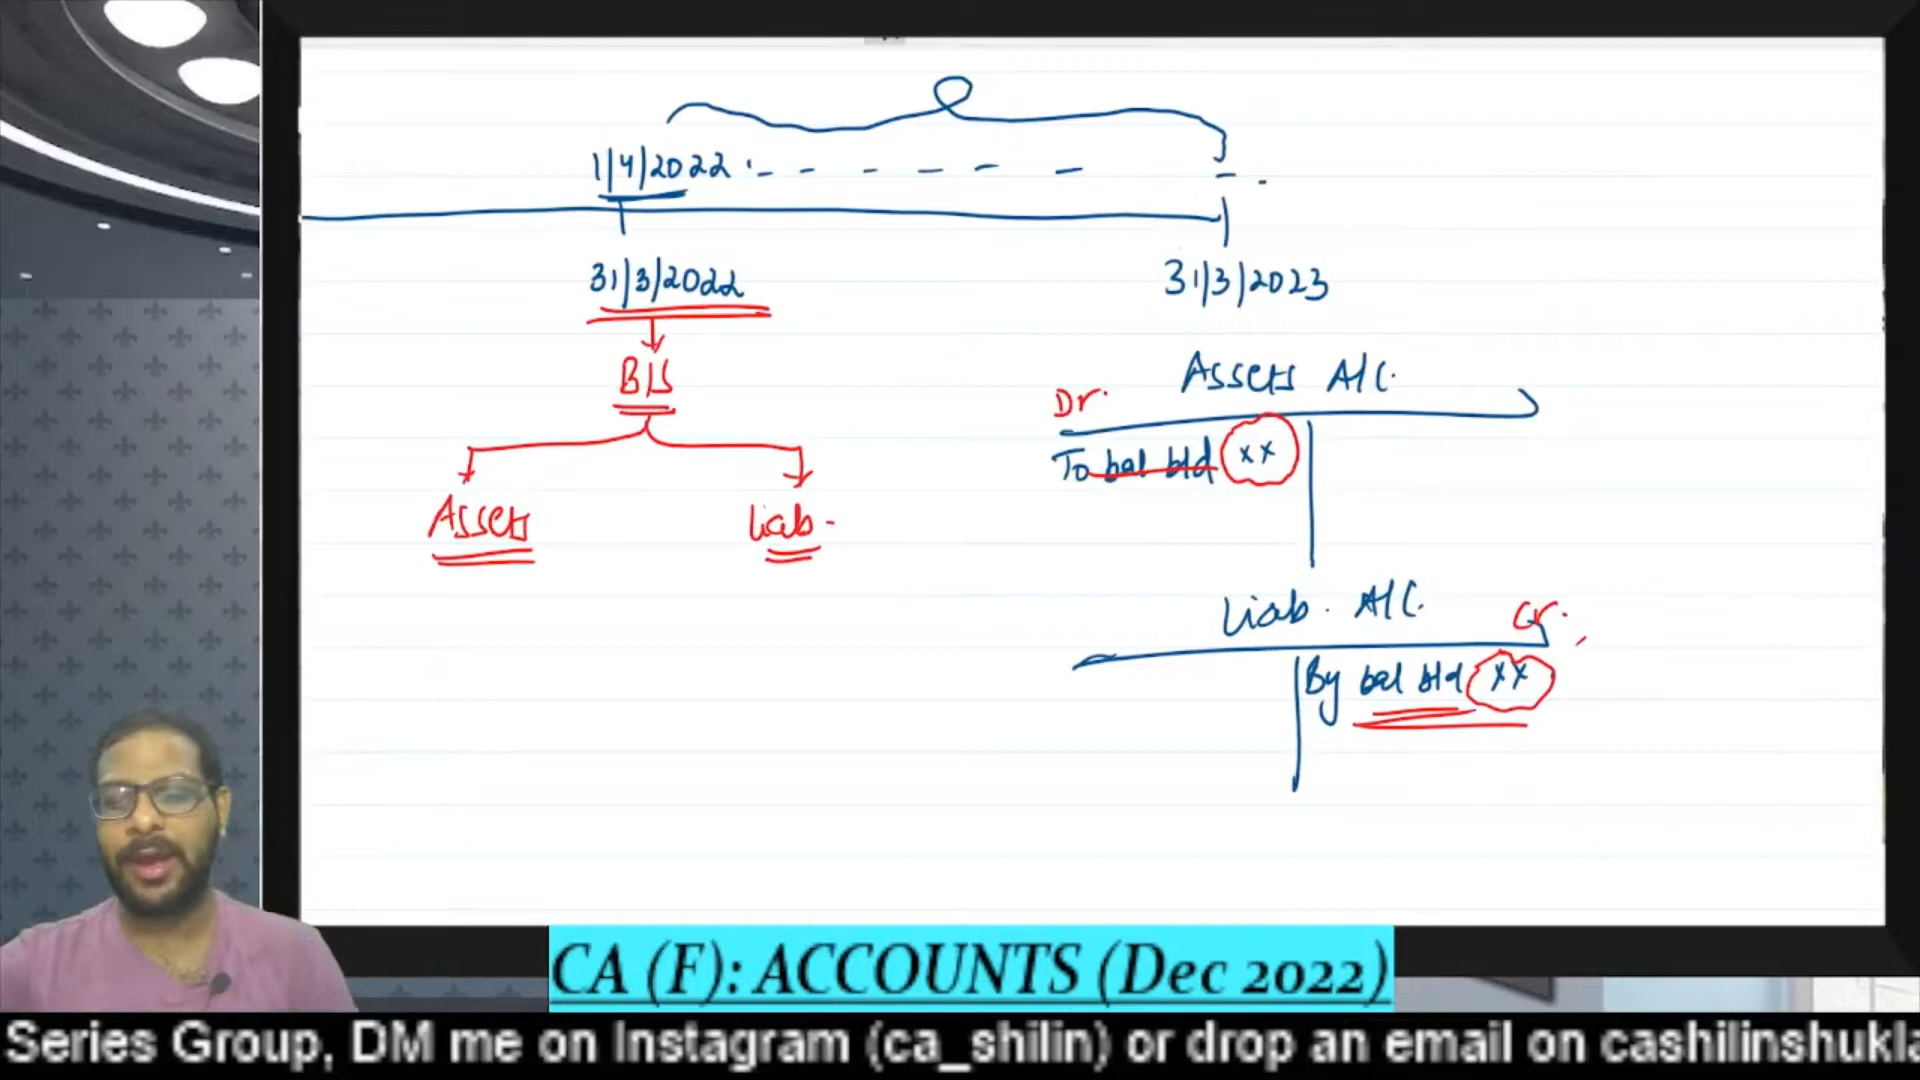 1/4/2022
31/3/2022
31/3/2023
B/S
Assets
Liab.
Assets A/C.
Dr.
To bal b/d xx
Liab. A/C.
Cr.
By bal b/d xx
CA (F): ACCOUNTS (Dec 2022)
Series Group, DM me on Instagram (ca_shilin) or drop an email on cashilinshukla